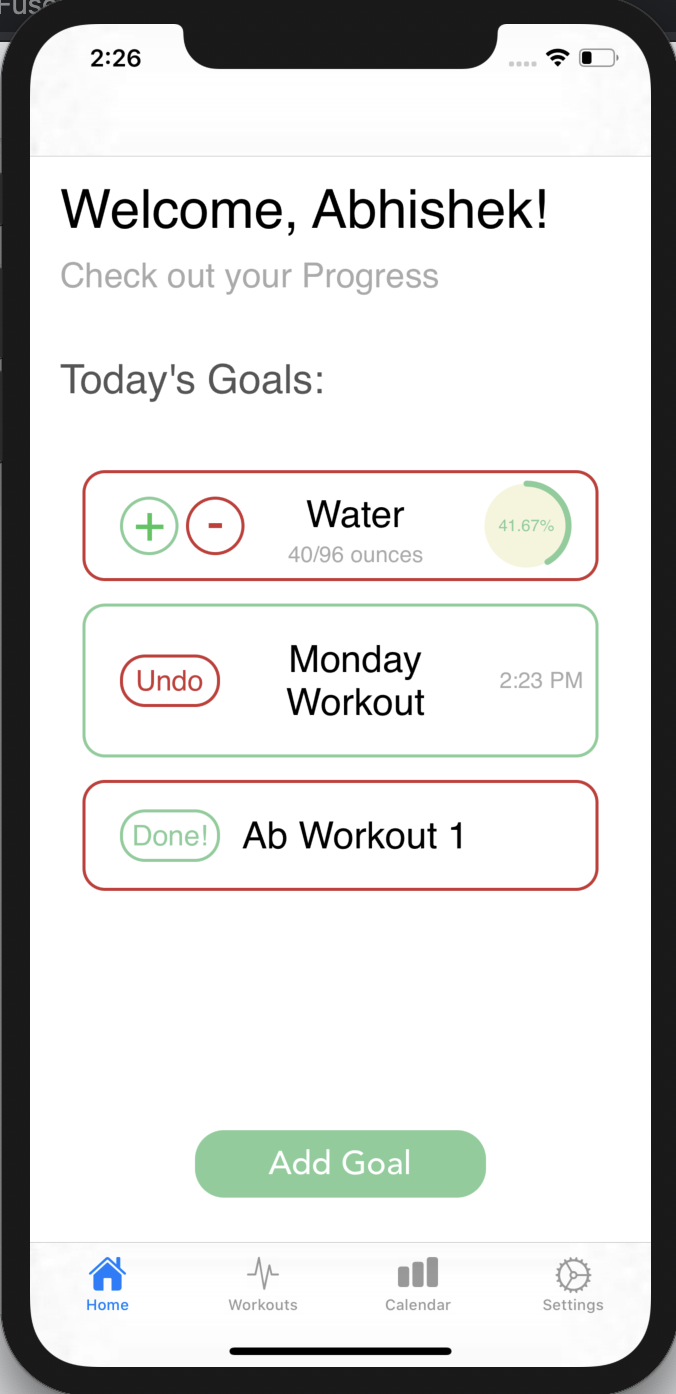 2:26
Welcome, Abhishek!
Check out your Progress
Today's Goals:
+ -
Water
40/96 ounces
41.67%
Undo
Monday
Workout
2:23 PM
Done!
Ab Workout 1
Add Goal
Home
Workouts
Calendar
Settings